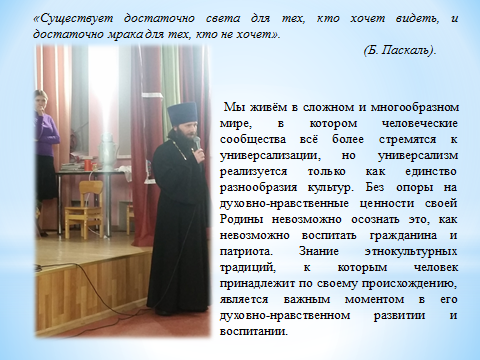 «Существует достаточно света для тех, кто хочет видеть, и
достаточно мрака для тех, кто не хочет».
(Б. Паскаль).
Мы живём в сложном и многообразном
мире, в котором человеческие
сообщества всё более стремятся к
универсализации, но универсализм
реализуется только как единство
разнообразия культур. Без опоры на
духовно-нравственные ценности своей
Родины невозможно осознать это, как
невозможно воспитать гражданина и
патриота. Знание этнокультурных
традиций, к которым человек
принадлежит по своему происхождению,
является важным моментом в его
духовно-нравственном развитии и
воспитании.